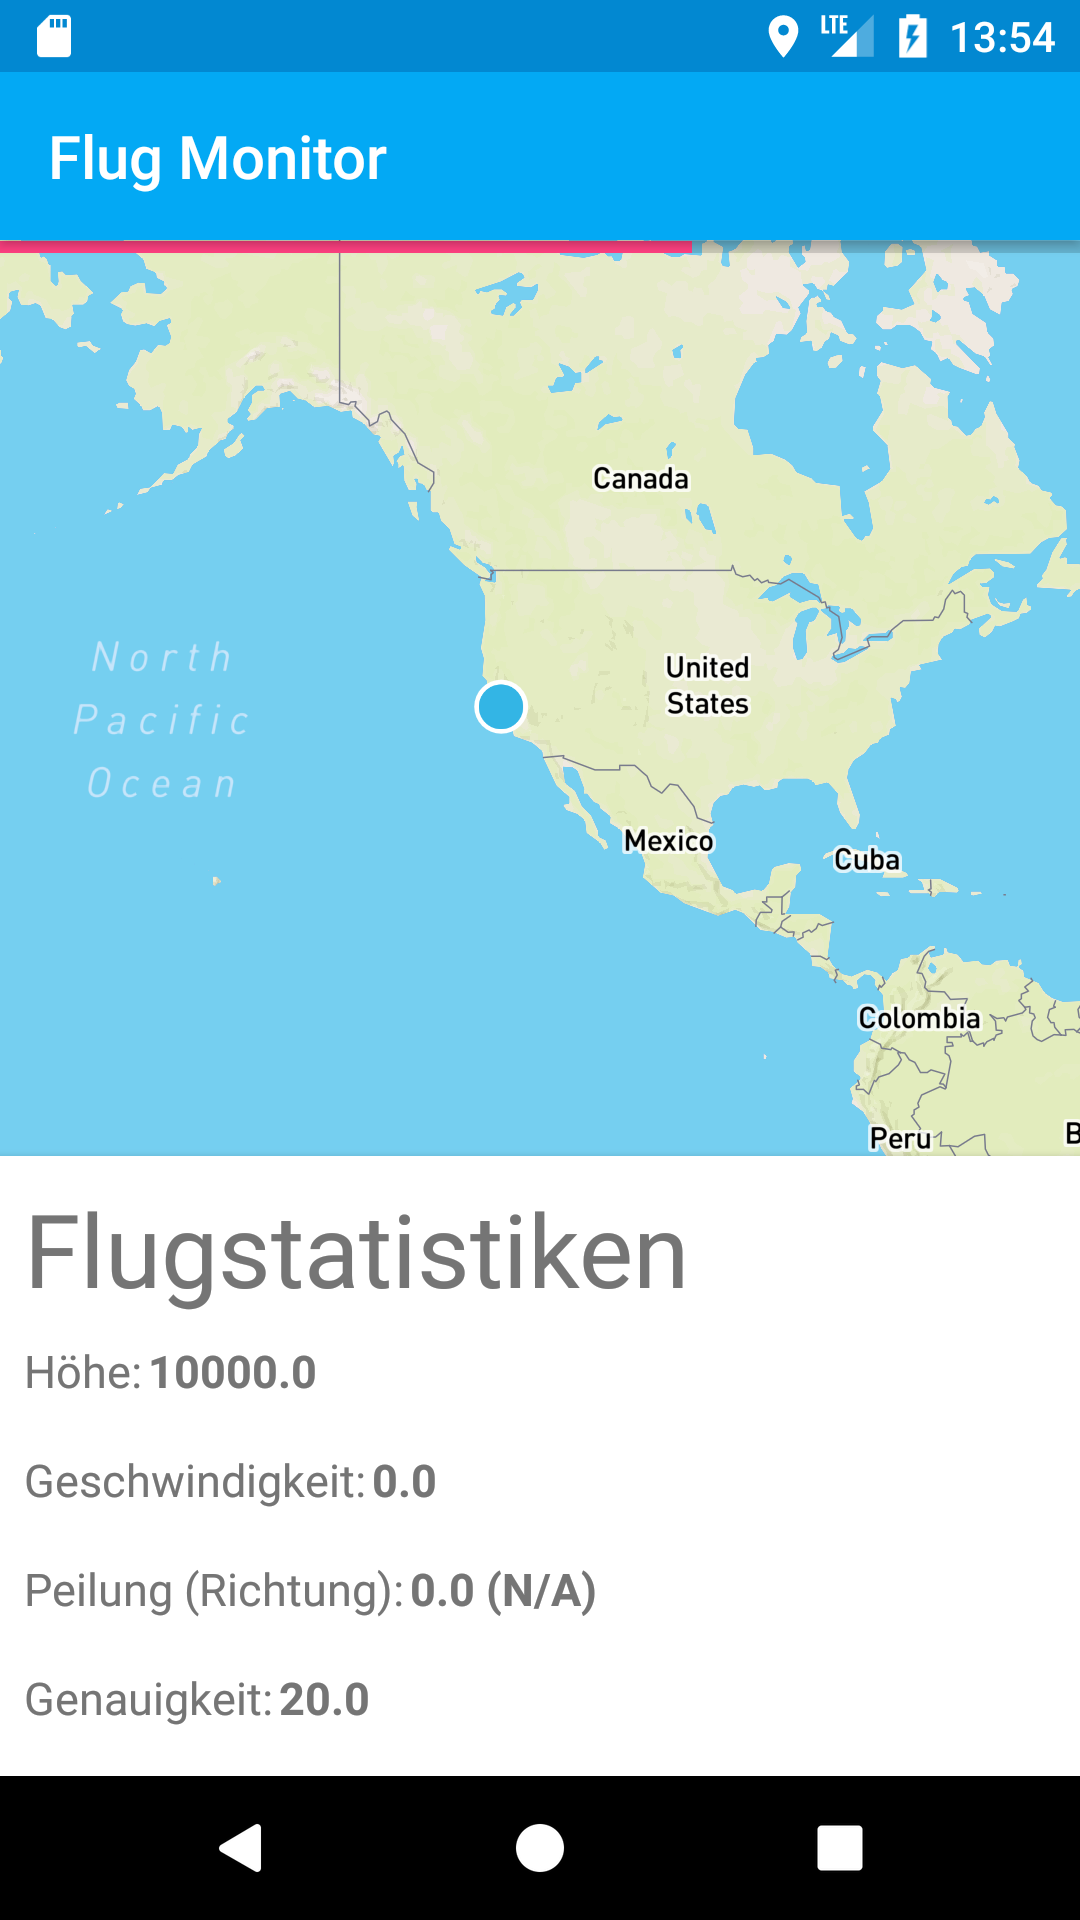 LTE 13:54
Flug Monitor
Canada
United
States
North
Pacific
Ocean
Mexico
Cuba
Colombia
Peru
B
Flugstatistiken
Höhe: 10000.0
Geschwindigkeit: 0.0
Peilung (Richtung): 0.0 (N/A)
Genauigkeit: 20.0